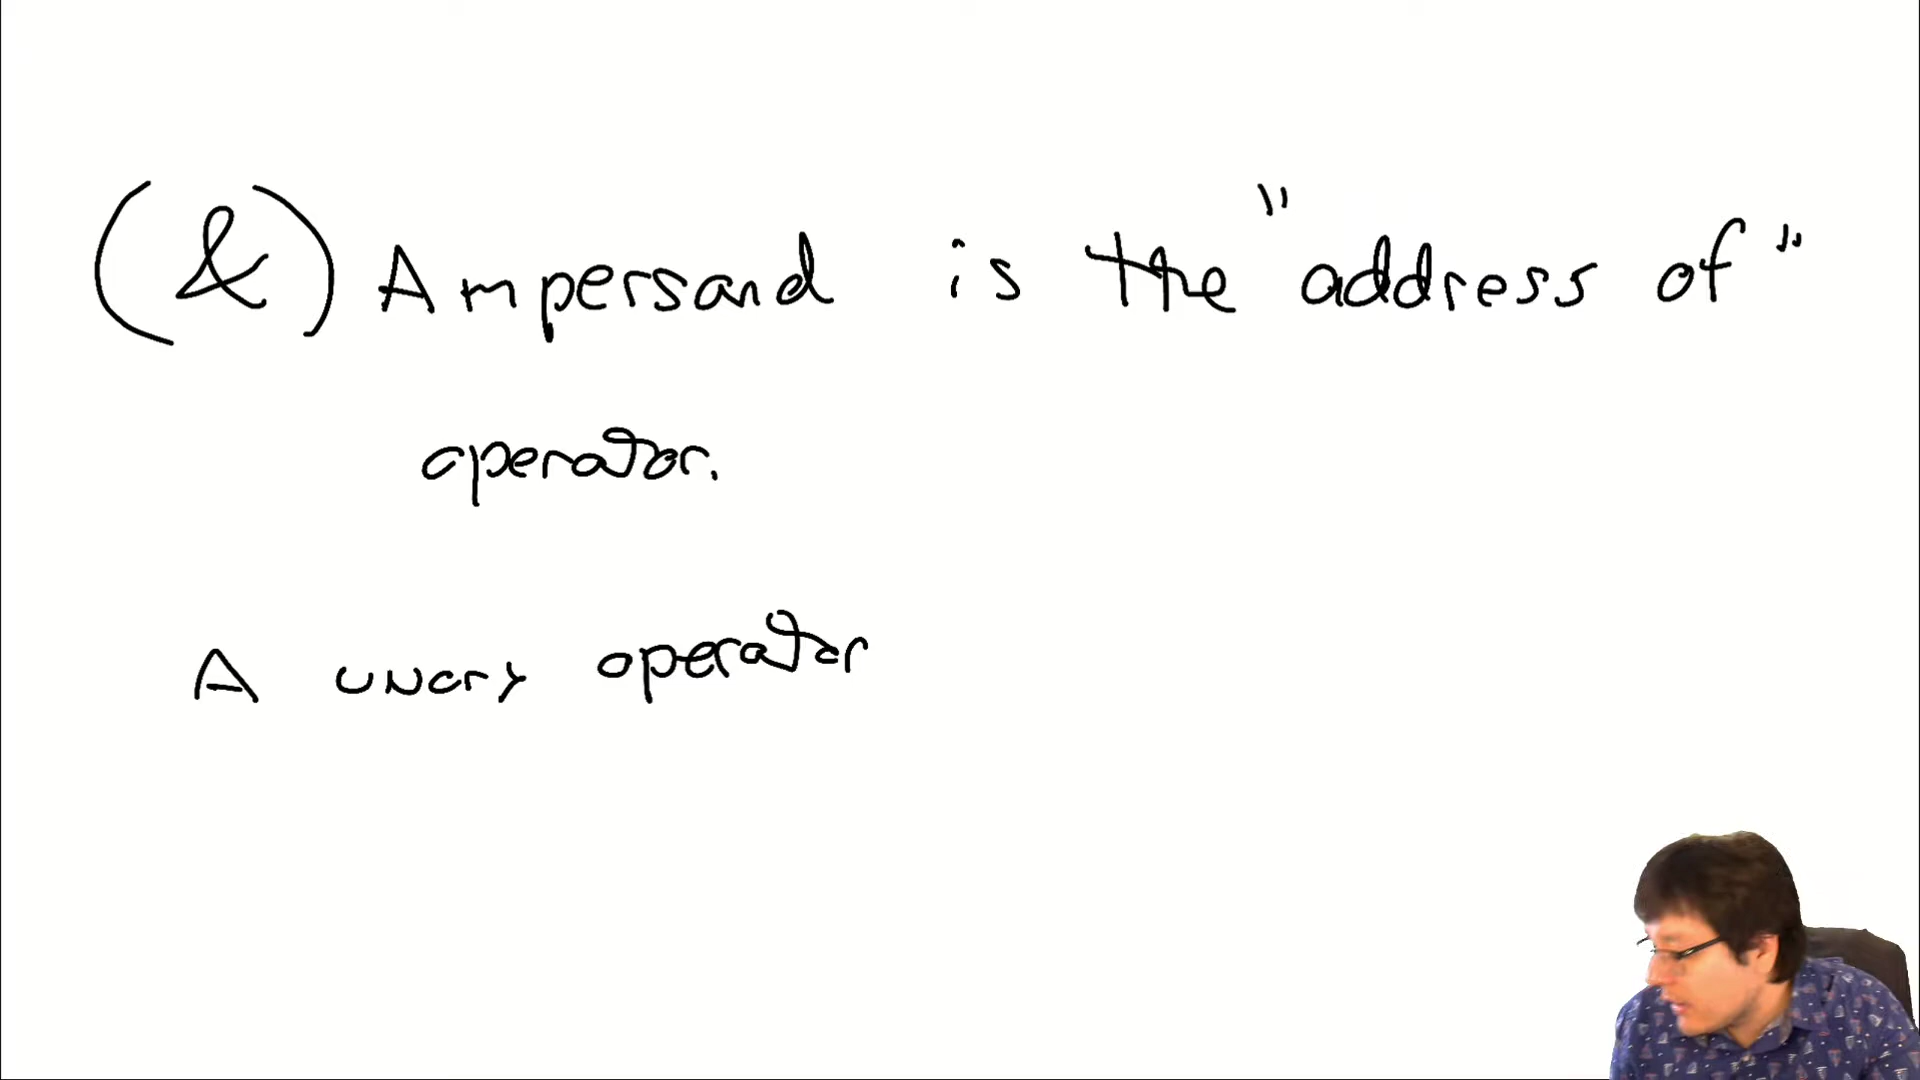 (&) Ampersand is the "address of"
operator.
A unary operator